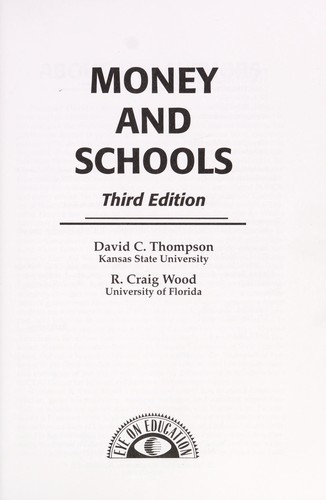 MONEY
AND
SCHOOLS
Third Edition
David C. Thompson
Kansas State University
R. Craig Wood
University of Florida
EYE ON EDUCATION